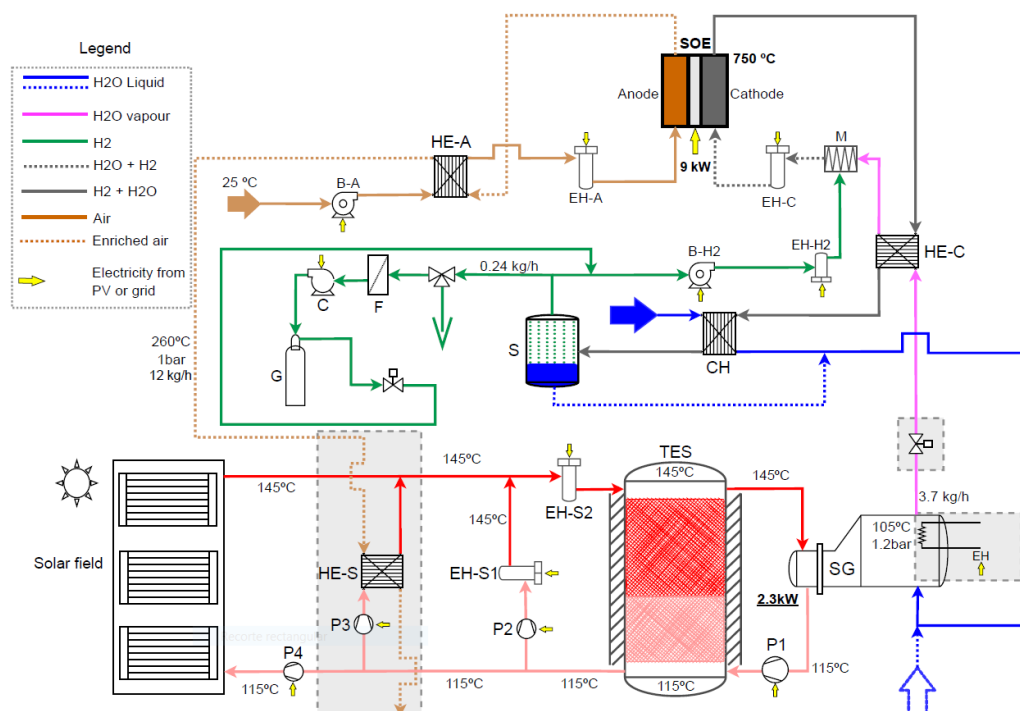 Legend
H2O Liquid
H2O vapour
H2
H2O + H2
H2 + H2O
Air
Enriched air
Electricity from
PV or grid
SOE
750 ºC
Anode
Cathode
9 kW
HE-A
EH-A
EH-C
M
25 ºC
B-A
HE-C
B-H2
EH-H2
0.24 kg/h
C
F
G
S
CH
260ºC
1bar
12 kg/h
Solar field
145ºC
145ºC
145ºC
145ºC
EH-S2
TES
145ºC
145ºC
3.7 kg/h
105ºC
1.2bar
EH
SG
2.3kW
HE-S
EH-S1
P3
P2
P4
P1
115ºC
115ºC
115ºC
115ºC
115ºC
Recorte rectangular